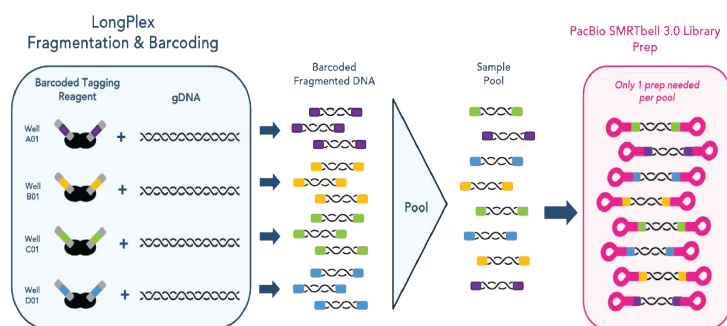 LongPlex
Fragmentation & Barcoding
Barcoded Tagging
Reagent
gDNA
Well
A01
+
Well
B01
+
Well
C01
+
Well
D01
+
Barcoded
Fragmented DNA
Pool
Sample
Pool
PacBio SMRTbell 3.0 Library
Prep
Only 1 prep needed
per pool